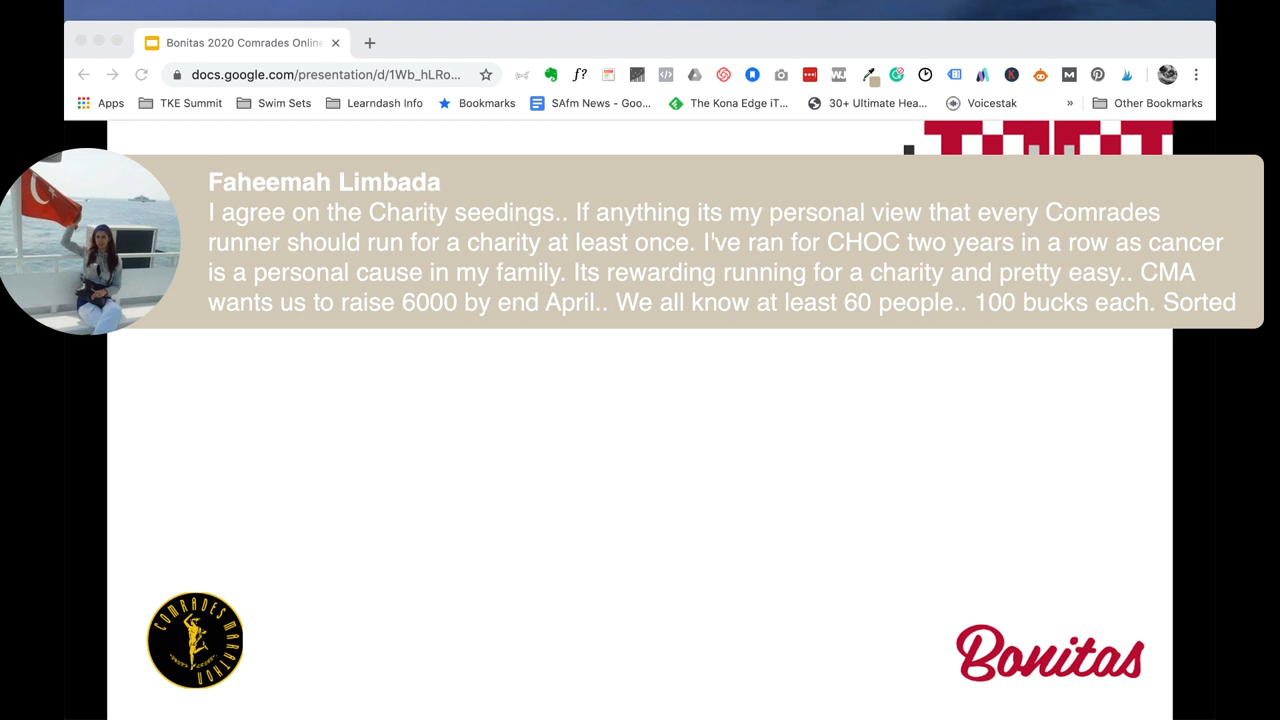 Bonitas 2020 Comrades Online
docs.google.com/presentation/d/1Wb_hLRo...
Apps TKE Summit Swim Sets Learndash Info Bookmarks SAfm News - Goo... The Kona Edge iT... 30+ Ultimate Hea... Voicestak » Other Bookmarks
Faheemah Limbada
I agree on the Charity seedings.. If anything its my personal view that every Comrades
runner should run for a charity at least once. I've ran for CHOC two years in a row as cancer
is a personal cause in my family. Its rewarding running for a charity and pretty easy.. CMA
wants us to raise 6000 by end April.. We all know at least 60 people.. 100 bucks each. Sorted
COMRADES MARATHON
Bonitas